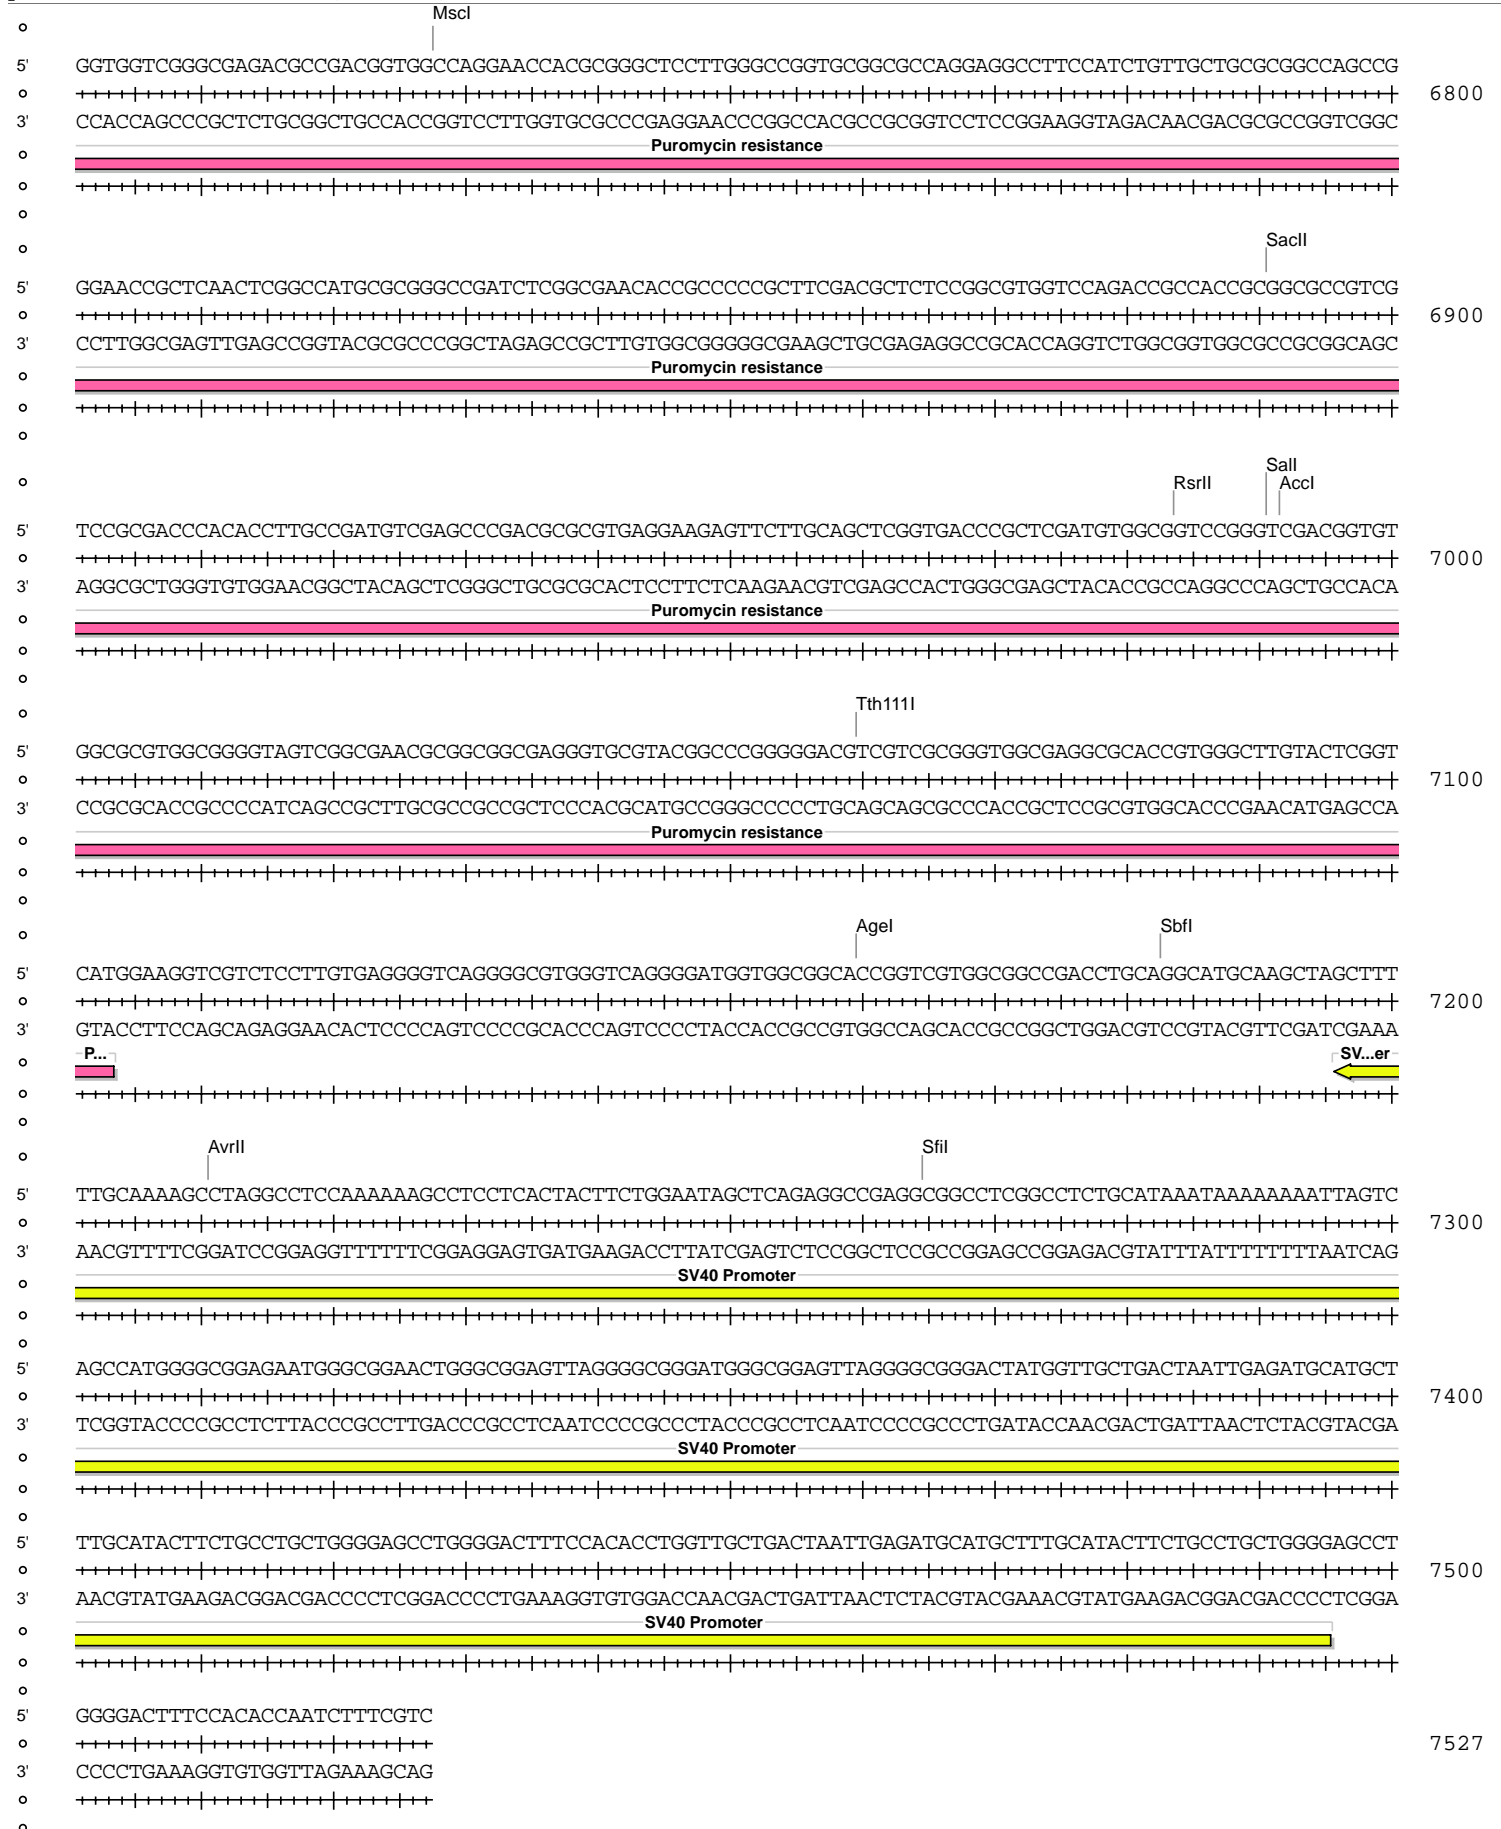 MscI
5' GGTGGTCGGGCGAGACGCCGACGGTGGCCAGGAACCACGCGGGCTCCTTGGGCCGGTGCGGCGCCAGGAGGCCTTCCATCTGTTGCTGCGCGGCCAGCCG
6800
3' CCACCAGCCCGCTCTGCGGCTGCCACCGGTCCTTGGTGCGCCCGAGGAACCCGGCCACGCCGCGGTCCTCCGGAAGGTAGACAACGACGCGCCGGTCGGC
Puromycin resistance
SacII
5' GGAACCGCTCAACTCGGCCATGCGCGGGCCGATCTCGGCGAACACCGCCCCCGCTTCGACGCTCTCCGGCGTGGTCCAGACCGCCACCGCGGCGCCGTCG
6900
3' CCTTGGCGAGTTGAGCCGGTACGCGCCCGGCTAGAGCCGCTTGTGGCGGGGGCGAAGCTGCGAGAGGCCGCACCAGGTCTGGCGGTGGCGCCGCGGCAGC
Puromycin resistance
SalI
RsrII AccI
5' TCCGCGACCCACACCTTGCCGATGTCGAGCCCGACGCGCGTGAGGAAGAGTTCTTGCAGCTCGGTGACCCGCTCGATGTGGCGGTCCGGGTCGACGGTGT
7000
3' AGGCGCTGGGTGTGGAACGGCTACAGCTCGGGCTGCGCGCACTCCTTCTCAAGAACGTCGAGCCACTGGGCGAGCTACACCGCCAGGCCCAGCTGCCACA
Puromycin resistance
Tth111I
5' GGCGCGTGGCGGGGTAGTCGGCGAACGCGGCGGCGAGGGTGCGTACGGCCCGGGGGACGTCGTCGCGGGTGGCGAGGCGCACCGTGGGCTTGTACTCGGT
7100
3' CCGCGCACCGCCCCATCAGCCGCTTGCGCCGCCGCTCCCACGCATGCCGGGCCCCCTGCAGCAGCGCCCACCGCTCCGCGTGGCACCCGAACATGAGCCA
Puromycin resistance
AgeI SbfI
5' CATGGAAGGTCGTCTCCTTGTGAGGGGTCAGGGGCGTGGGTCAGGGGATGGTGGCGGCACCGGTCGTGGCGGCCGACCTGCAGGCATGCAAGCTAGCTTT
7200
3' GTACCTTCCAGCAGAGGAACACTCCCCAGTCCCCGCACCCAGTCCCCTACCACCGCCGTGGCCAGCACCGCCGGCTGGACGTCCGTACGTTCGATCGAAA
P... SV...er
AvrII SfiI
5' TTGCAAAAGCCTAGGCCTCCAAAAAAGCCTCCTCACTACTTCTGGAATAGCTCAGAGGCCGAGGCGGCCTCGGCCTCTGCATAAATAAAAAAAATTAGTC
7300
3' AACGTTTTCGGATCCGGAGGTTTTTTCGGAGGAGTGATGAAGACCTTATCGAGTCTCCGGCTCCGCCGGAGCCGGAGACGTATTTATTTTTTTTAATCAG
SV40 Promoter
5' AGCCATGGGGCGGAGAATGGGCGGAACTGGGCGGAGTTAGGGGCGGGATGGGCGGAGTTAGGGGCGGGACTATGGTTGCTGACTAATTGAGATGCATGCT
7400
3' TCGGTACCCCGCCTCTTACCCGCCTTGACCCGCCTCAATCCCCGCCCTACCCGCCTCAATCCCCGCCCTGATACCAACGACTGATTAACTCTACGTACGA
SV40 Promoter
5' TTGCATACTTCTGCCTGCTGGGGAGCCTGGGGACTTTCCACACCTGGTTGCTGACTAATTGAGATGCATGCTTTGCATACTTCTGCCTGCTGGGGAGCCT
7500
3' AACGTATGAAGACGGACGACCCCTCGGACCCCTGAAAGGTGTGGACCAACGACTGATTAACTCTACGTACGAAACGTATGAAGACGGACGACCCCTCGGA
SV40 Promoter
5' GGGGACTTTCCACACCAATCTTTCGTC
7527
3' CCCCTGAAAGGTGTGGTTAGAAAGCAG